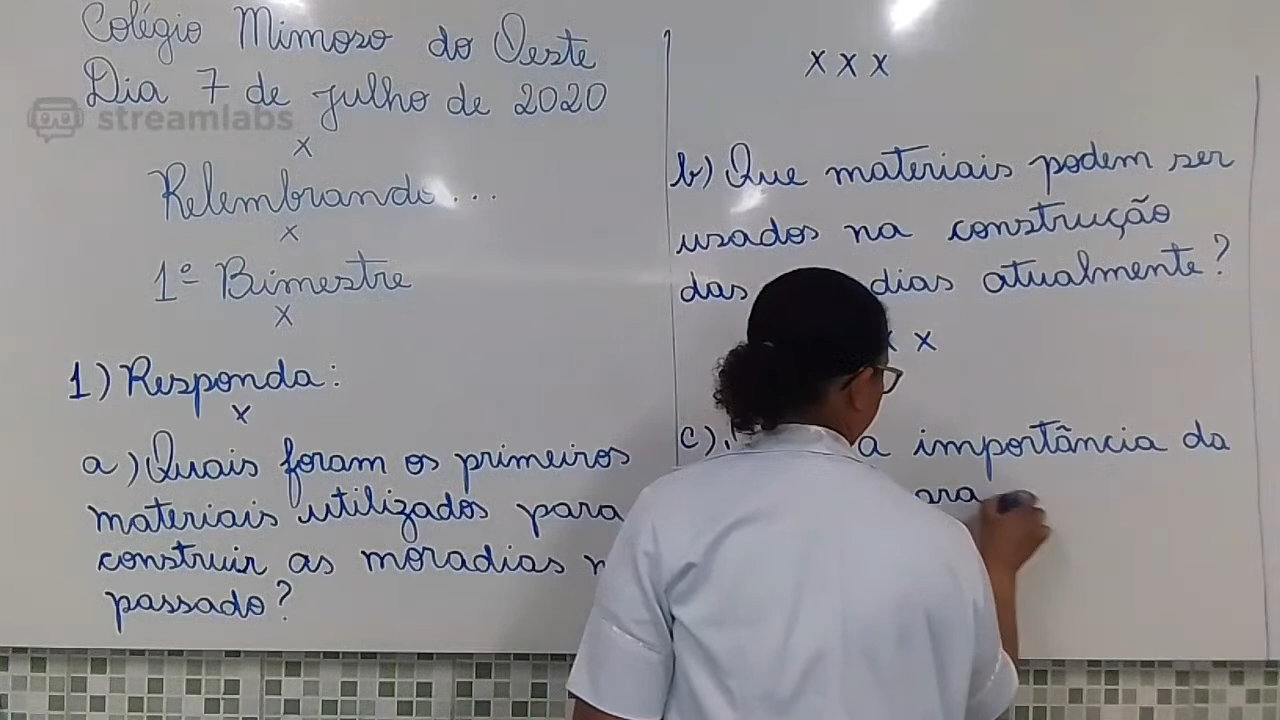 Colégio Mimoso do Oeste
Dia 7 de julho de 2020
streamlabs
x
Relembrando...
x
1º Bimestre
x
1) Responda:
x
a) Quais foram os primeiros
materiais utilizados para
construir as moradias
passado?
x x x
b) Que materiais podem ser
usados na construção
das atualmente?
x
c) a importância da